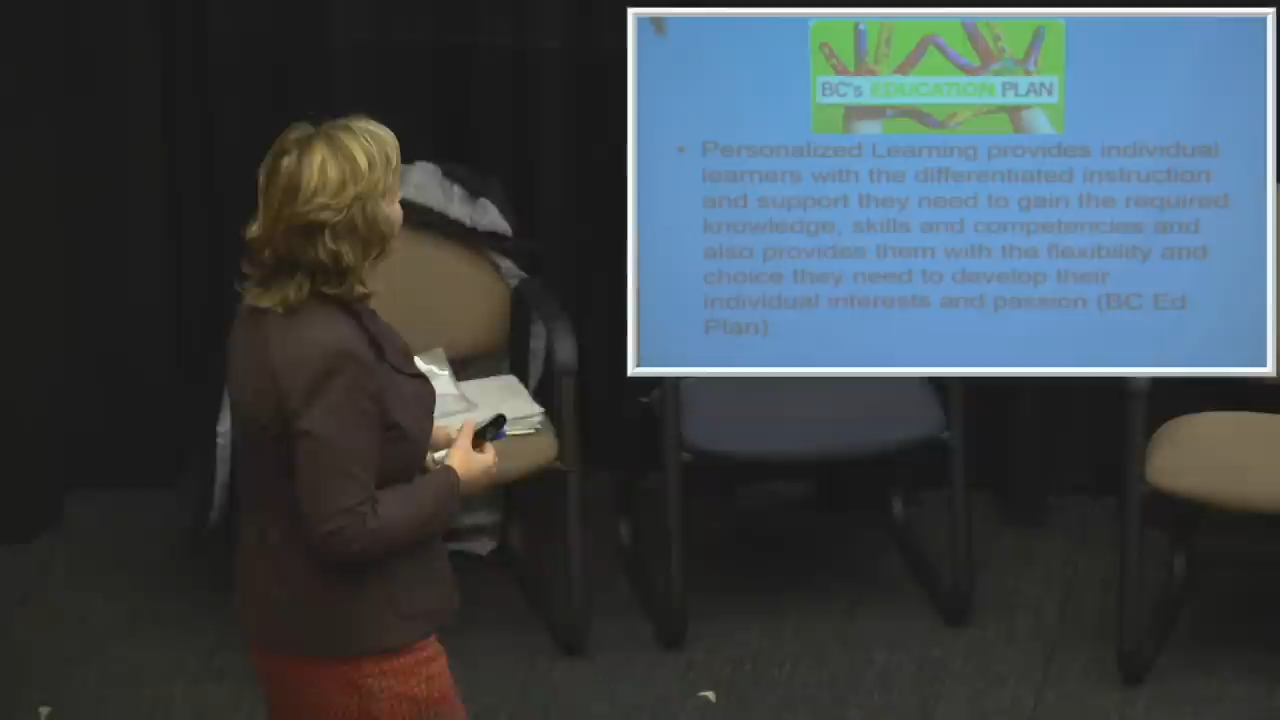 BC's EDUCATION PLAN
• Personalized Learning provides individual
learners with the differentiated instruction
and support they need to gain the required
knowledge, skills and competencies and
also provides them with the flexibility and
choice they need to develop their
individual interests and passion (BC Ed
Plan)